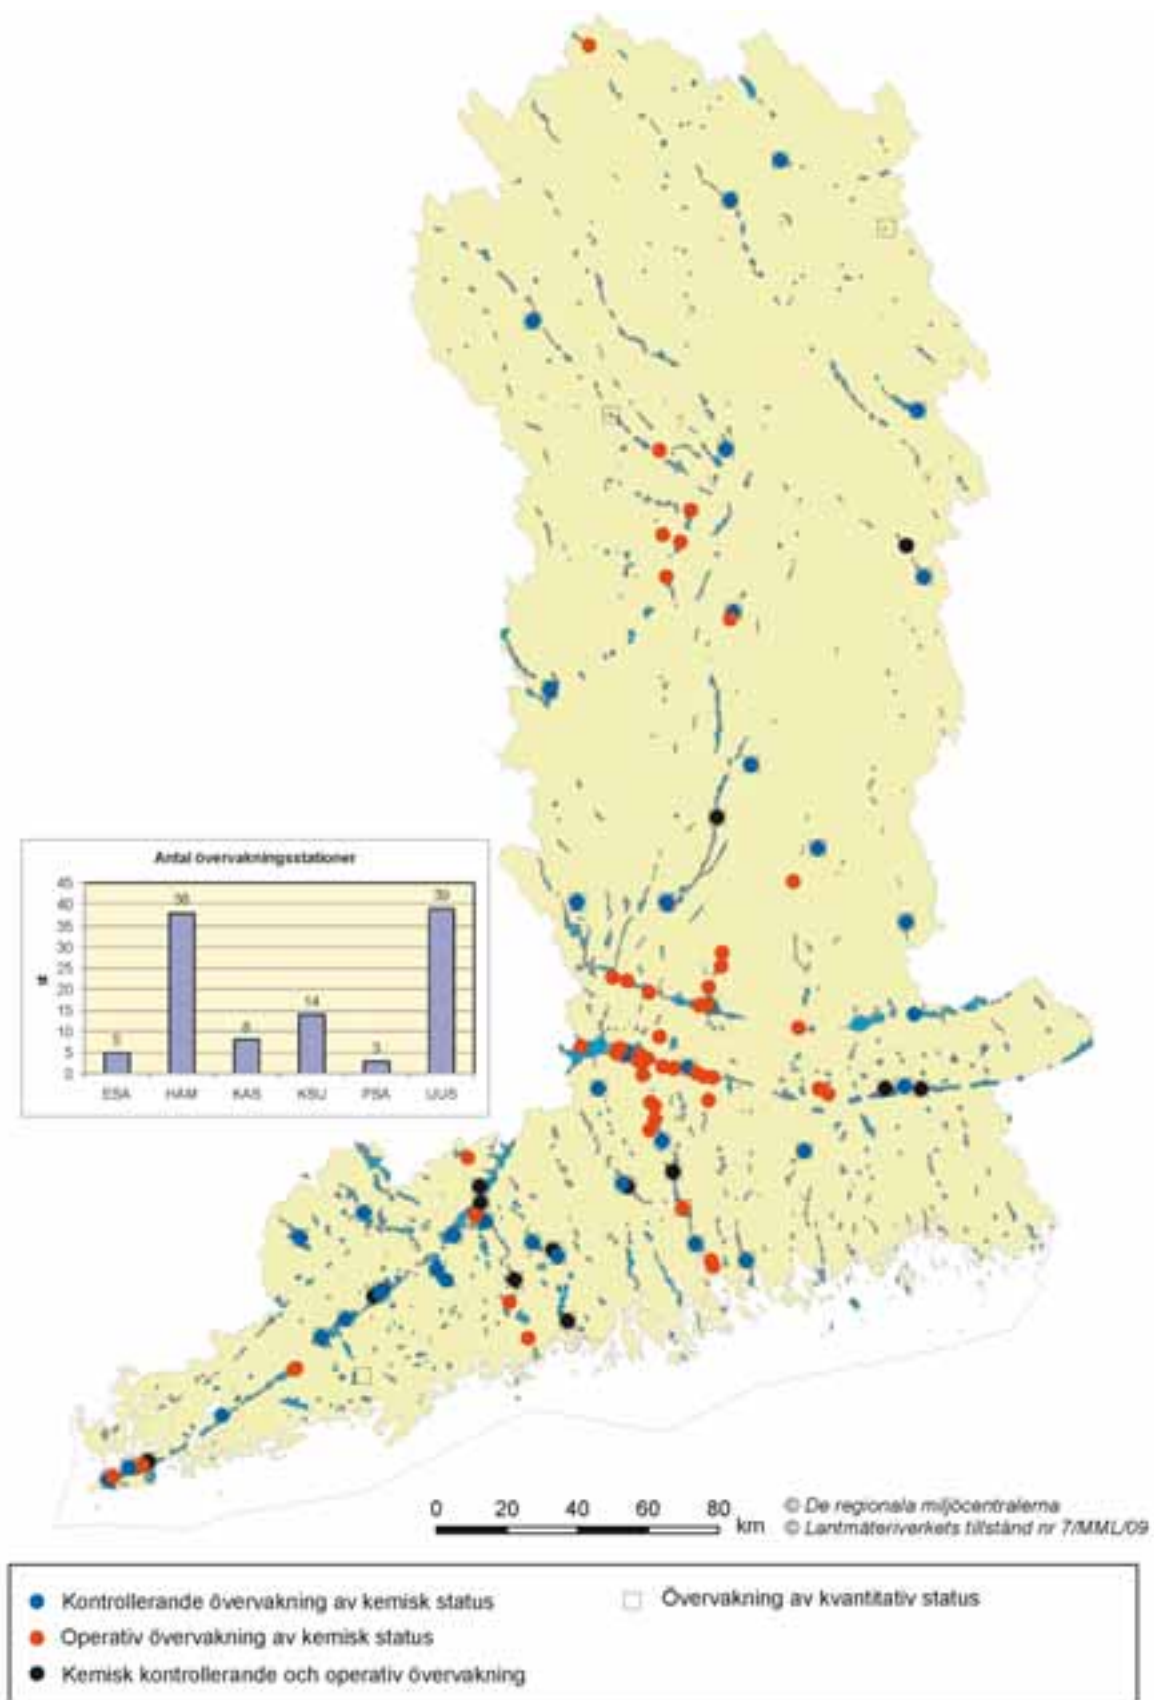 Antal övervakningsstationer
45
40
35
30
25
20
15
10
5
0
st
5
38
8
14
3
39
ESA HAM KAS KSU PSA UUS
0 20 40 60 80
km
© De regionala miljöcentralerna
© Lantmäteriverkets tillstånd nr 7/MML/09
Kontrollerande övervakning av kemisk status
Övervakning av kvantitativ status
Operativ övervakning av kemisk status
Kemisk kontrollerande och operativ övervakning